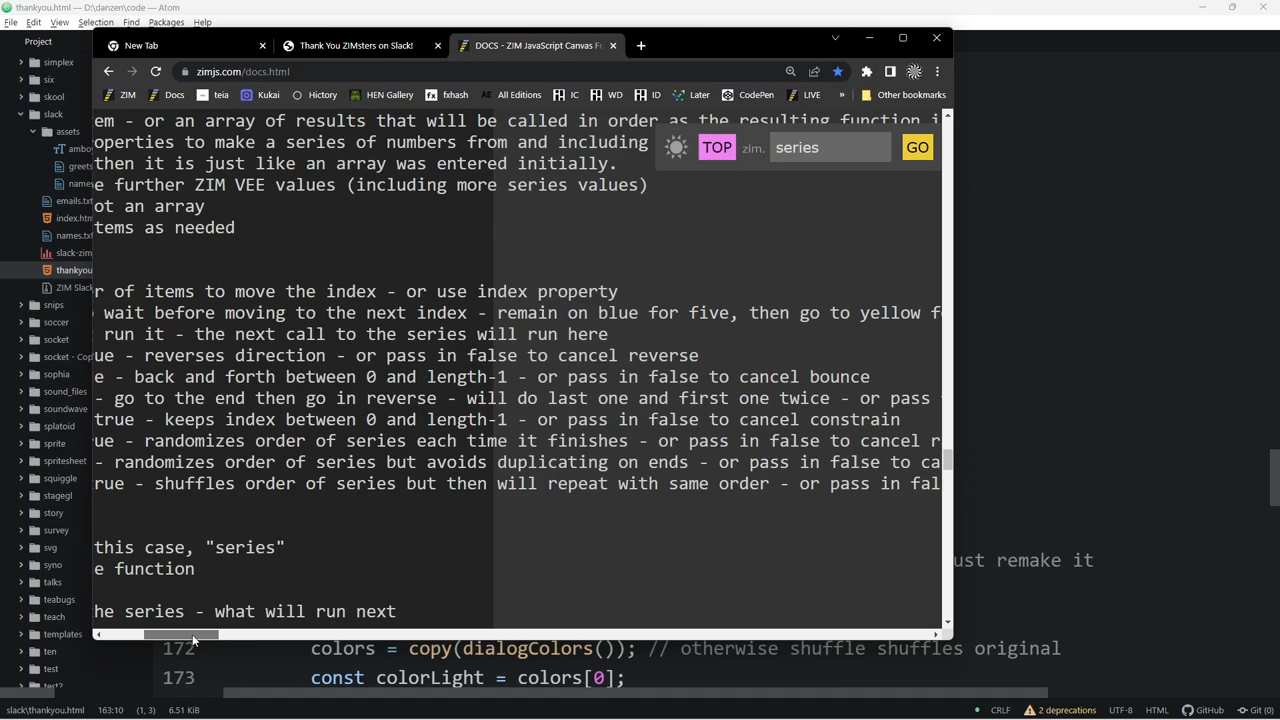 thankyou.html — D:\danzen\code — Atom
File Edit View Selection Find Packages Help
Project
simplex
six
skool
slack
assets
greets
names
emails.txt
index.htm
names.txt
slack-zim
thankyou
ZIM Slack
snips
soccer
socket
socket - Cop
sophia
sound_files
soundwave
splatoid
sprite
spritesheet
squiggle
stagegl
story
survey
svg
syno
talks
teabugs
teach
templates
ten
test
test2
New Tab
Thank You ZIMsters on Slack!
DOCS - ZIM JavaScript Canvas Fr
zimjs.com/docs.html
ZIM Docs teia Kukai Hictory HEN Gallery fxhash All Editions IC WD ID Later CodePen LIVE » Other bookmarks
em - or an array of results that will be called in order as the resulting function i
operties to make a series of numbers from and including
TOP zim. series GO
then it is just like an array was entered initially.
e further ZIM VEE values (including more series values)
ot an array
tems as needed
r of items to move the index - or use index property
wait before moving to the next index - remain on blue for five, then go to yellow f
run it - the next call to the series will run here
ue - reverses direction - or pass in false to cancel reverse
e - back and forth between 0 and length-1 - or pass in false to cancel bounce
- go to the end then go in reverse - will do last one and first one twice - or pass
true - keeps index between 0 and length-1 - or pass in false to cancel constrain
ue - randomizes order of series each time it finishes - or pass in false to cancel r
- randomizes order of series but avoids duplicating on ends - or pass in false to ca
rue - shuffles order of series but then will repeat with same order - or pass in fal
this case, "series"
e function
he series - what will run next
ust remake it
172 colors = copy(dialogColors()); // otherwise shuffle shuffles original
173 const colorLight = colors[0];
slack\thankyou.html 163:10 (1, 3) 6.51 KiB CRLF 2 deprecations UTF-8 HTML GitHub Git (0)